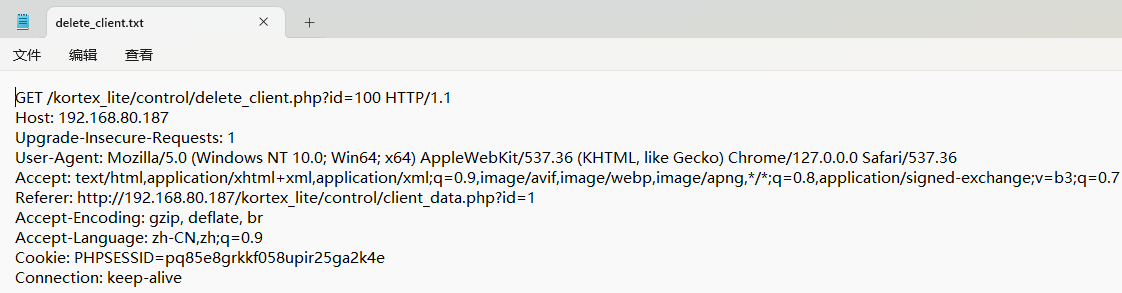 delete_client.txt
文件 编辑 查看
GET /kortex_lite/control/delete_client.php?id=100 HTTP/1.1
Host: 192.168.80.187
Upgrade-Insecure-Requests: 1
User-Agent: Mozilla/5.0 (Windows NT 10.0; Win64; x64) AppleWebKit/537.36 (KHTML, like Gecko) Chrome/127.0.0.0 Safari/537.36
Accept: text/html,application/xhtml+xml,application/xml;q=0.9,image/avif,image/webp,image/apng,*/*;q=0.8,application/signed-exchange;v=b3;q=0.7
Referer: http://192.168.80.187/kortex_lite/control/client_data.php?id=1
Accept-Encoding: gzip, deflate, br
Accept-Language: zh-CN,zh;q=0.9
Cookie: PHPSESSID=pq85e8grkkf058upir25ga2k4e
Connection: keep-alive